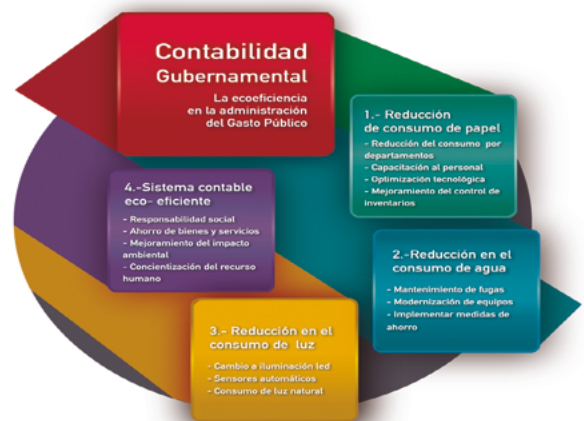 Contabilidad
Gubernamental
La ecoeficiencia
en la administración
del Gasto Público
1.- Reducción
de consumo de papel
- Reducción del consumo por
departamentos
- Capacitación al personal
- Optimización tecnológica
- Mejoramiento del control de
inventarios
2.-Reducción en el
consumo de agua
- Mantenimiento de fugas
- Modernización de equipos
- Implementar medidas de
ahorro
3.- Reducción en el
consumo de luz
- Cambio a iluminación led
- Sensores automáticos
- Consumo de luz natural
4.-Sistema contable
eco- eficiente
- Responsabilidad social
- Ahorro de bienes y servicios
- Mejoramiento del impacto
ambiental
- Concientización del recurso
humano